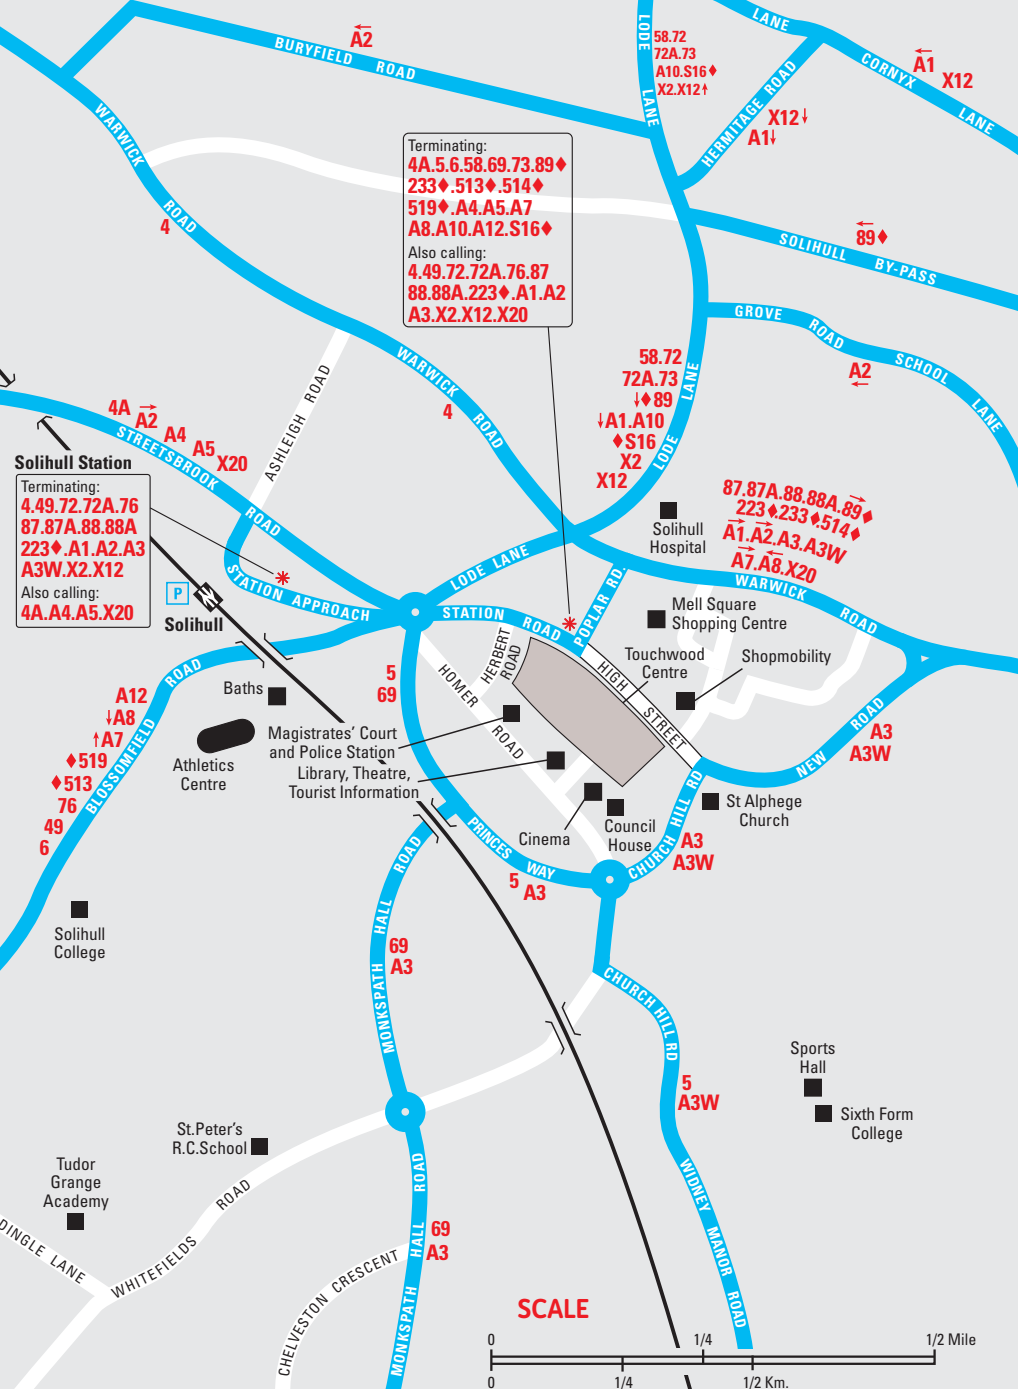 A2
BURYFIELD ROAD
LODE LANE
58.72
72A.73
A10.S16♦
X2.X12↑
LANE
CORNYX LANE
← A1
X12
HERMITAGE ROAD
X12↓
A1↓
WARWICK ROAD
4
Terminating:
4A.5.6.58.69.73.89♦
233♦.513♦.514♦
519♦.A4.A5.A7
A8.A10.A12.S16♦
Also calling:
4.49.72.72A.76.87
88.88A.223♦.A1.A2
A3.X2.X12.X20
← 89♦
SOLIHULL BY-PASS
GROVE ROAD
SCHOOL LANE
A2 ←
58.72
72A.73
↓♦89
↓A1.A10
♦S16
X2
X12
LODE LANE
WARWICK ROAD
4
ASHLEIGH ROAD
4A
→ A2
A4
A5
X20
STREETSBROOK ROAD
Solihull Station
Terminating:
4.49.72.72A.76
87.87A.88.88A
223♦.A1.A2.A3
A3W.X2.X12
Also calling:
4A.A4.A5.X20
P
Solihull
STATION APPROACH
LODE LANE
STATION ROAD
POPLAR RD.
Solihull
Hospital
87.87A.88.88A.89♦
223♦.233♦.514♦
A1.A2.A3.A3W
A7.A8.X20
WARWICK ROAD
Mell Square
Shopping Centre
Touchwood
Centre
Shopmobility
HIGH STREET
HERBERT ROAD
HOMER ROAD
5
69
Baths
Athletics
Centre
BLOSSOMFIELD ROAD
A12
↓A8
↑A7
♦519
♦513
76
49
6
Magistrates' Court
and Police Station
Library, Theatre,
Tourist Information
Cinema
Council
House
St Alphege
Church
NEW ROAD
A3
A3W
CHURCH HILL RD
A3
A3W
PRINCES WAY
5
A3
Solihull
College
MONKSPATH HALL ROAD
69
A3
CHURCH HILL RD
5
A3W
Sports
Hall
Sixth Form
College
WIDNEY MANOR ROAD
St.Peter's
R.C.School
Tudor
Grange
Academy
DINGLE LANE
WHITEFIELDS ROAD
CHELVESTON CRESCENT
MONKSPATH HALL ROAD
69
A3
SCALE
0 1/4 1/2 Mile
0 1/4 1/2 Km.